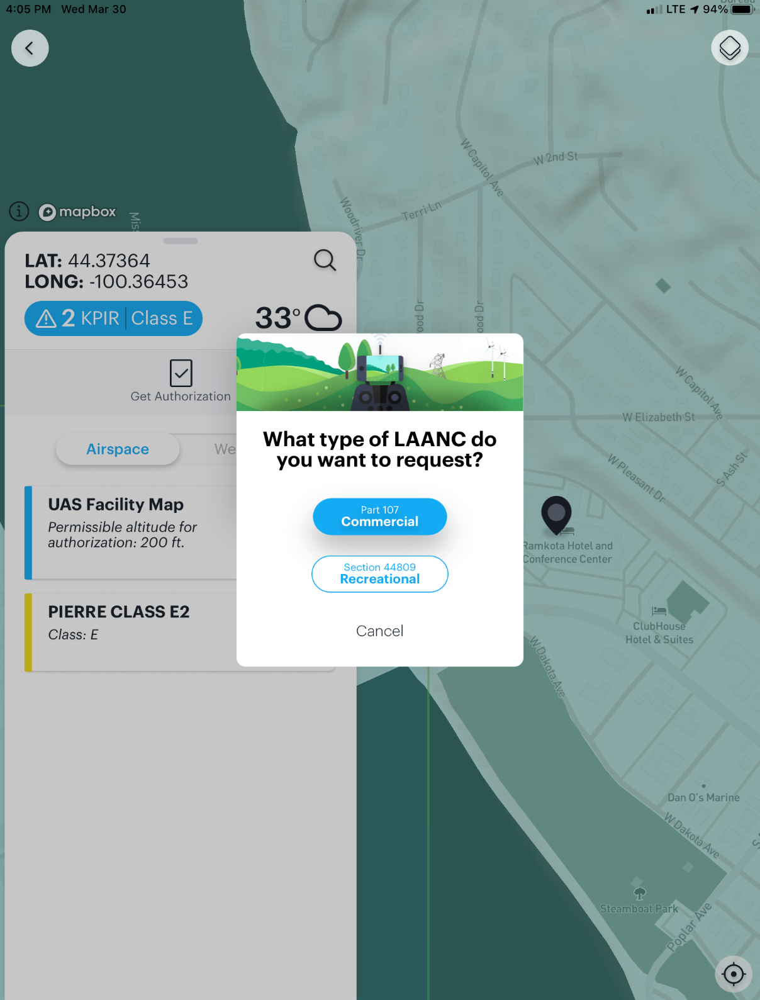 4:05 PM Wed Mar 30
LTE 94%
W 2nd St
W Capitol Ave
Terri Ln
Woodriver Dr
mapbox
Mis
LAT: 44.37364
LONG: -100.36453
2 KPIR | Class E
33°
ood Dr
ood Dr
Get Authorization
Airspace
We
UAS Facility Map
Permissible altitude for
authorization: 200 ft.
PIERRE CLASS E2
Class: E
What type of LAANC do
you want to request?
Part 107
Commercial
Section 44809
Recreational
Cancel
W Capitol Ave
W Elizabeth St
W Pleasant Dr
S Ash St
Ramkota Hotel and
Conference Center
ClubHouse
Hotel & Suites
W Dakota Ave
Dan O's Marine
W Dakota Ave
Steamboat Park
Poplar Ave